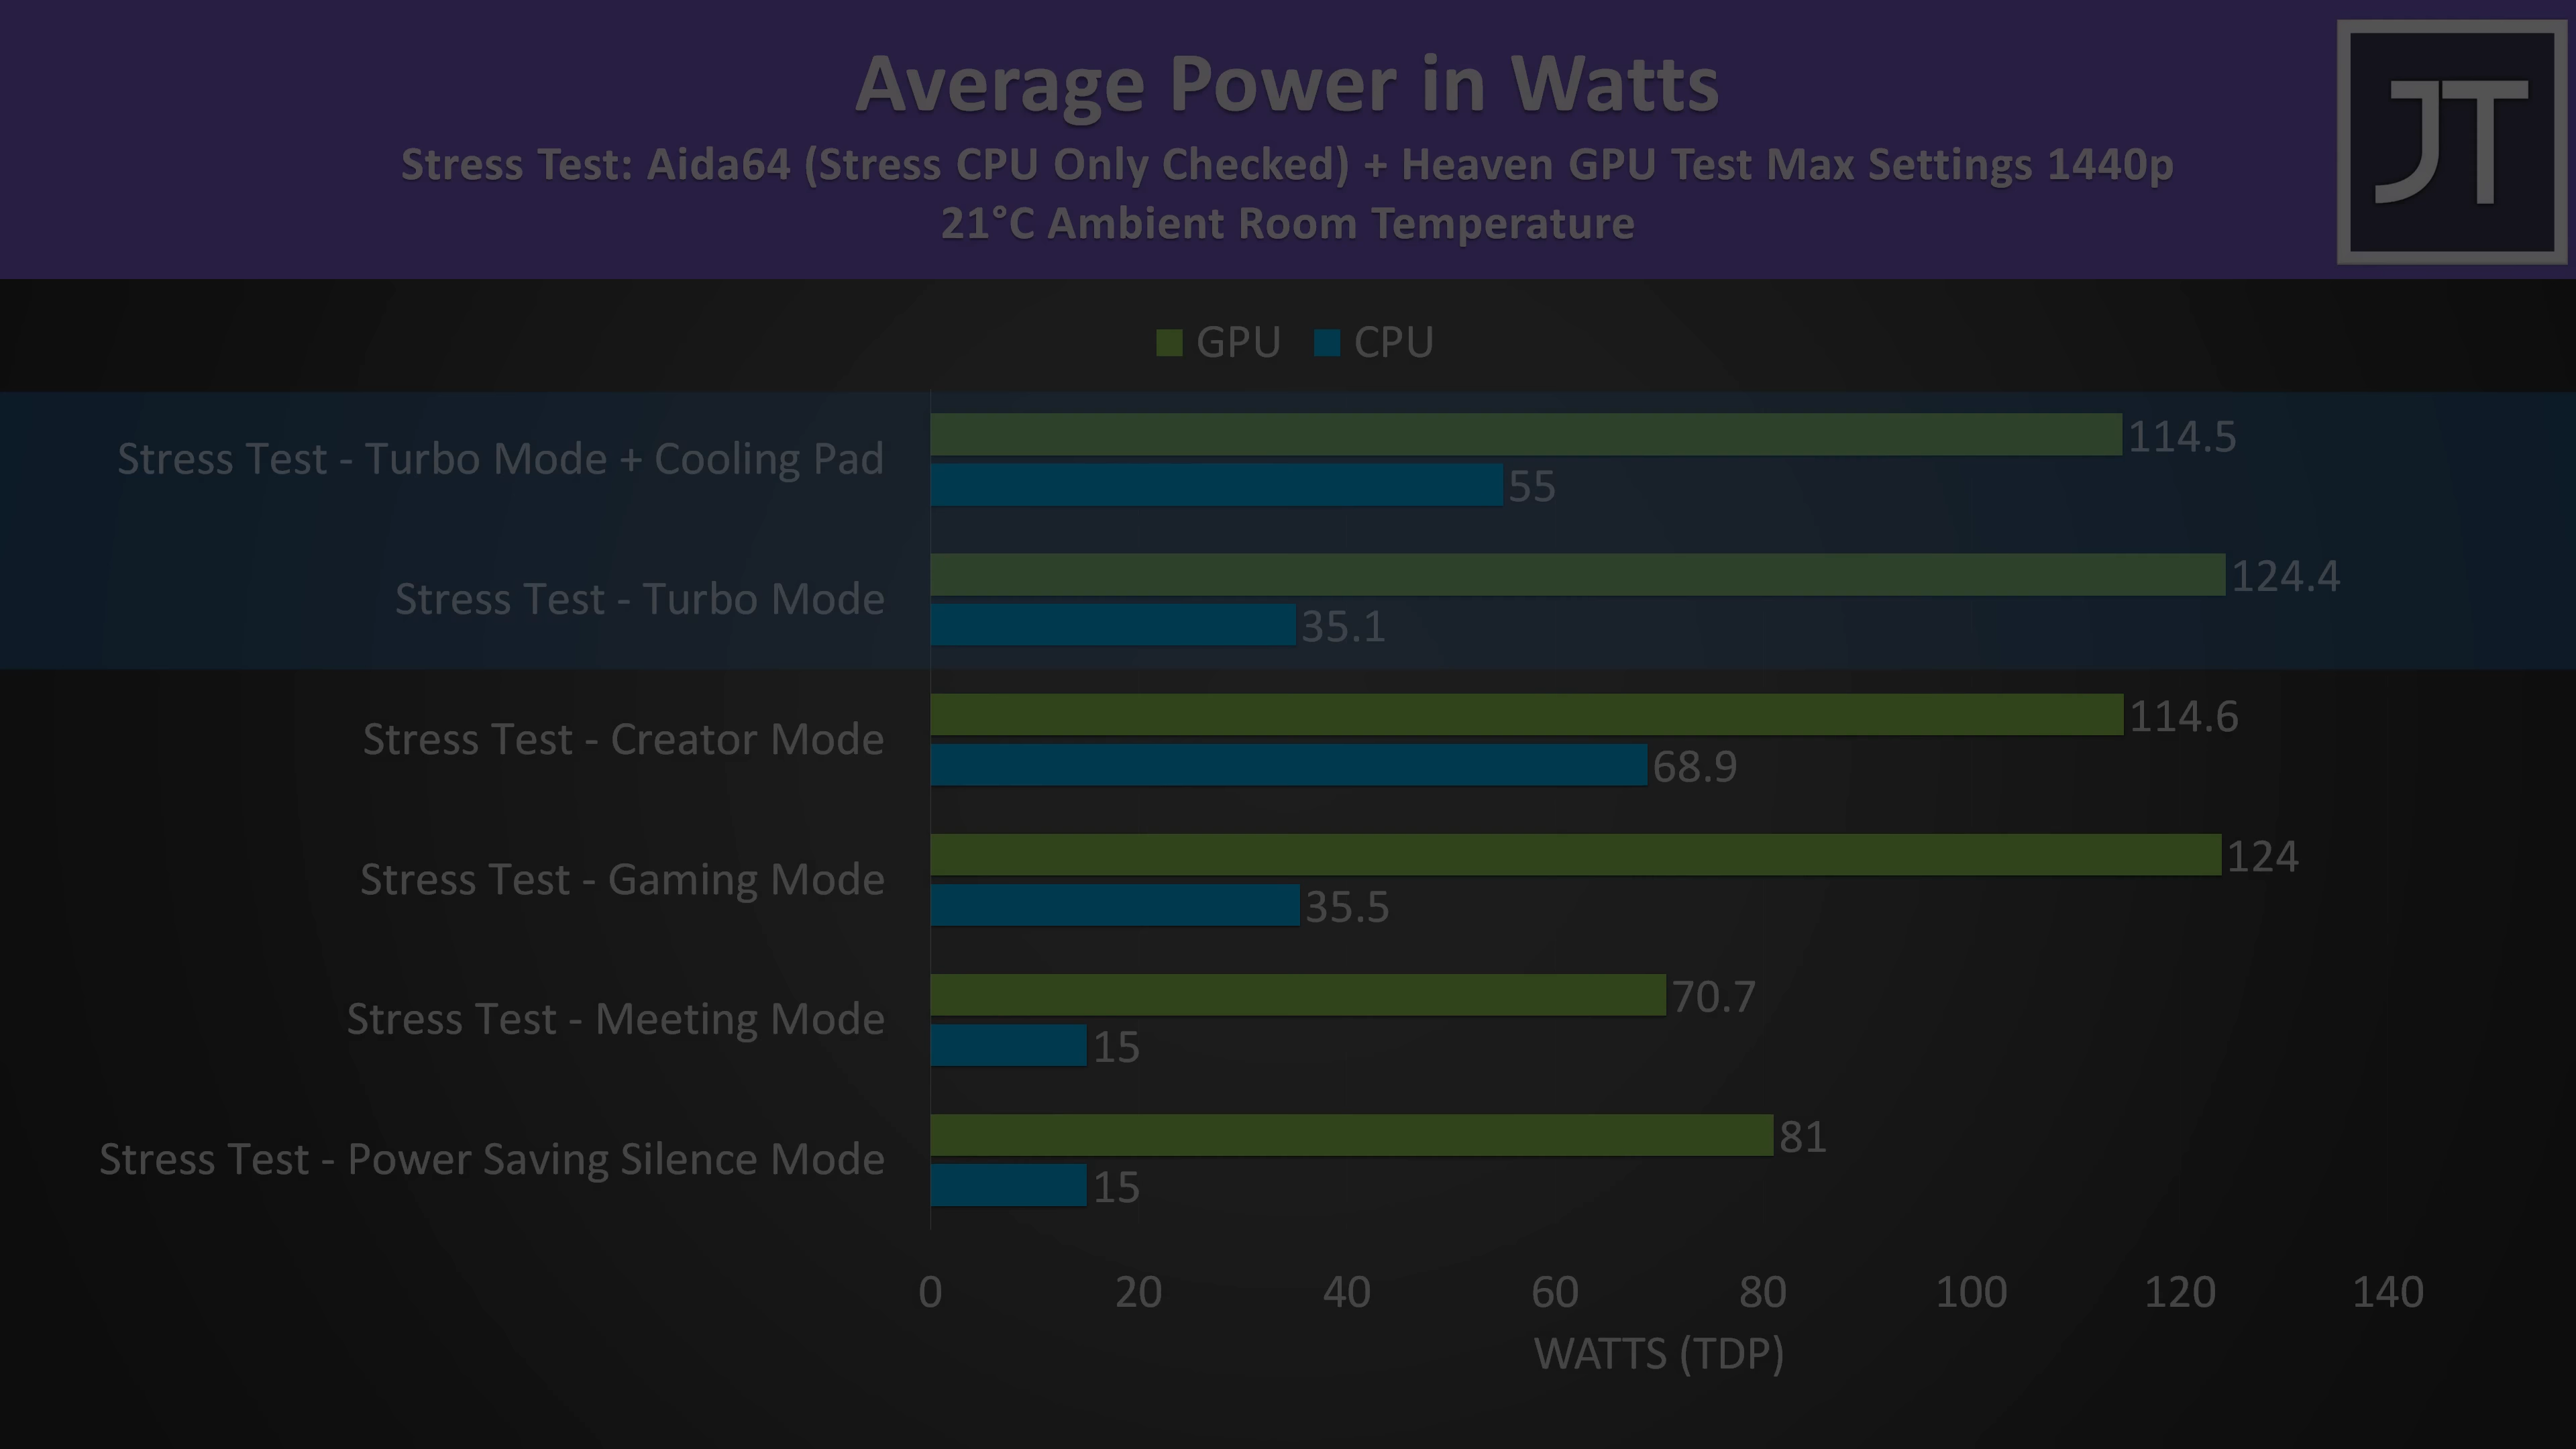 Average Power in Watts
JT
Stress Test: Aida64 (Stress CPU Only Checked) + Heaven GPU Test Max Settings 1440p
21°C Ambient Room Temperature
GPU CPU
Stress Test - Turbo Mode + Cooling Pad
114.5
55
Stress Test - Turbo Mode
124.4
35.1
Stress Test - Creator Mode
114.6
68.9
Stress Test - Gaming Mode
124
35.5
Stress Test - Meeting Mode
70.7
15
Stress Test - Power Saving Silence Mode
81
15
0 20 40 60 80 100 120 140
WATTS (TDP)